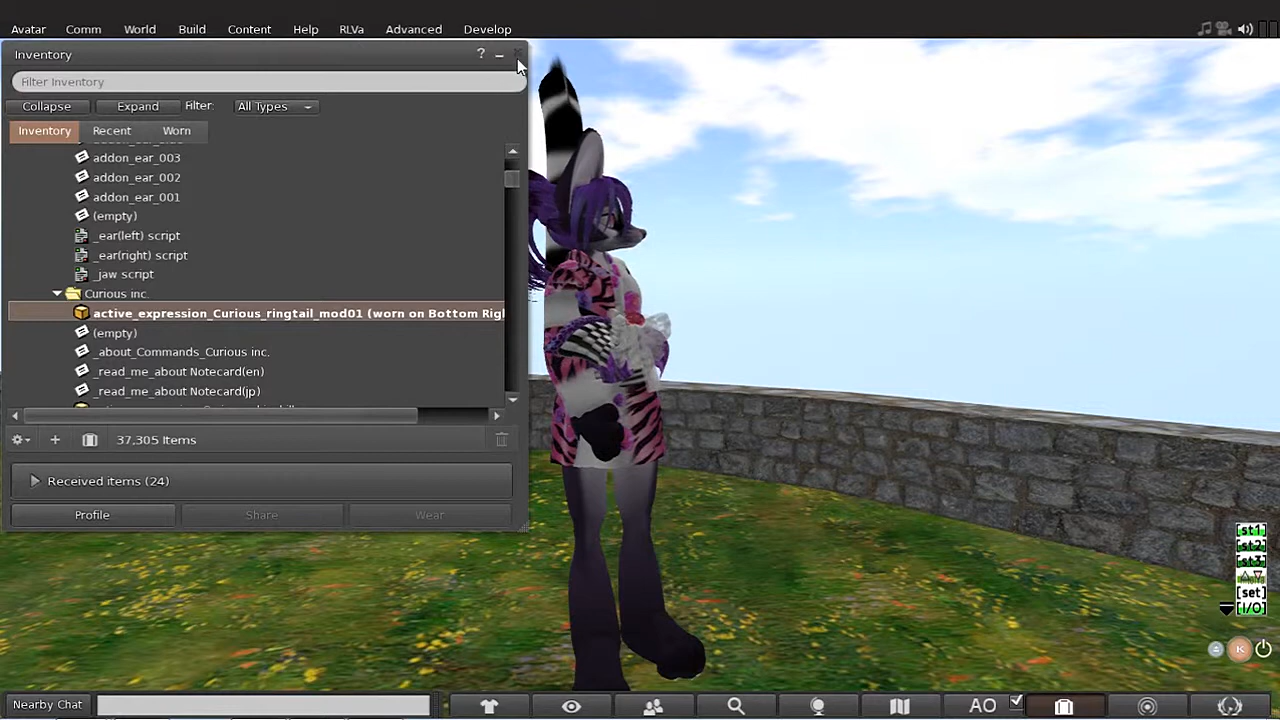 Avatar Comm World Build Content Help RLVa Advanced Develop
Inventory ?
Filter Inventory
Collapse Expand Filter: All Types
Inventory Recent Worn
addon_ear_003
addon_ear_002
addon_ear_001
(empty)
_ear(left) script
_ear(right) script
_jaw script
Curious inc.
active_expression_Curious_ringtail_mod01 (worn on Bottom Righ
(empty)
_about_Commands_Curious inc,
_read_me_about Notecard(en)
_read_me_about Notecard(jp)
37,305 Items
Received items (24)
Profile Share Wear
[st1]
[st2]
[st3]
[set]
[I/O]
K
Nearby Chat AO